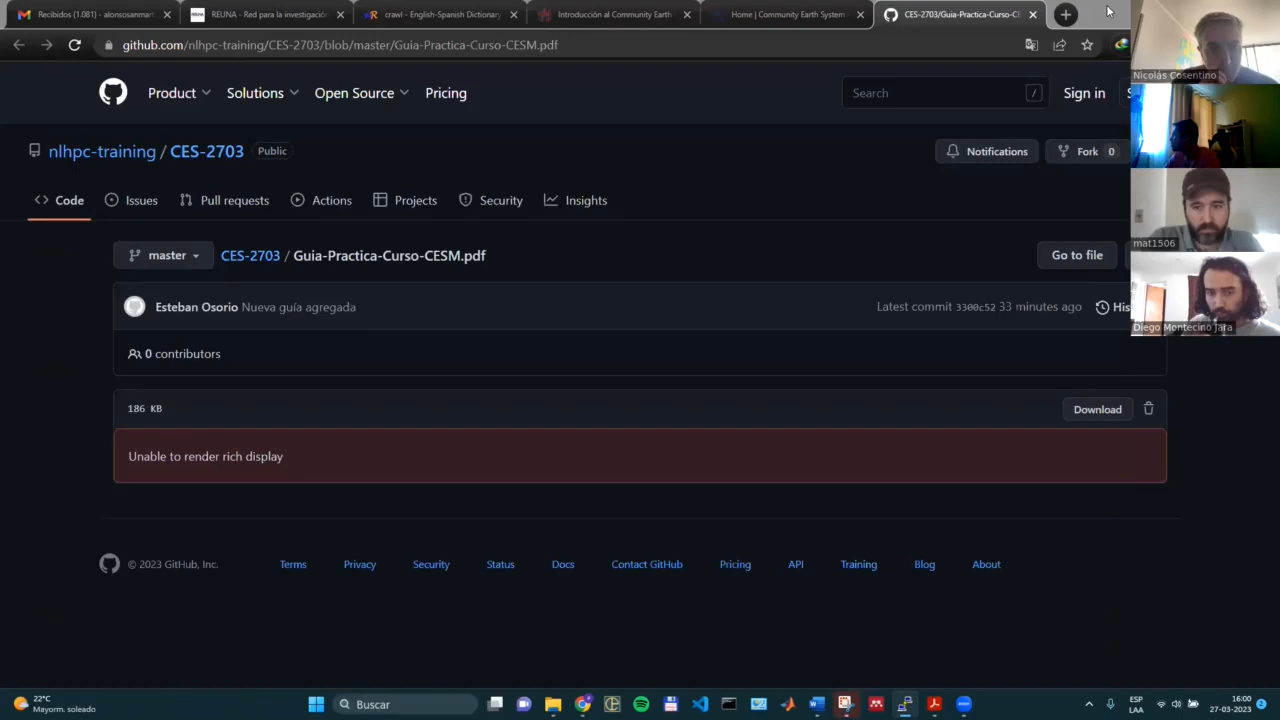 Recibidos (1.081) - alonsosanmart
REUNA - Red para la investigació
crawl - English-Spanish Dictionary
Introducción al Community Earth
Home | Community Earth System
CES-2703/Guia-Practica-Curso-CES
github.com/nlhpc-training/CES-2703/blob/master/Guia-Practica-Curso-CESM.pdf
Nicolás Cosentino
Product
Solutions
Open Source
Pricing
Search
/
Sign in
nlhpc-training / CES-2703
Public
Notifications
Fork 0
Code
Issues
Pull requests
Actions
Projects
Security
Insights
mat1506
master
CES-2703 / Guia-Practica-Curso-CESM.pdf
Go to file
Esteban Osorio Nueva guía agregada
Latest commit 3300c52 33 minutes ago
His
Diego Montecino Jara
0 contributors
186 KB
Download
Unable to render rich display
© 2023 GitHub, Inc.
Terms
Privacy
Security
Status
Docs
Contact GitHub
Pricing
API
Training
Blog
About
22°C
Mayorm. soleado
Buscar
ESP
LAA
16:00
27-03-2023
2